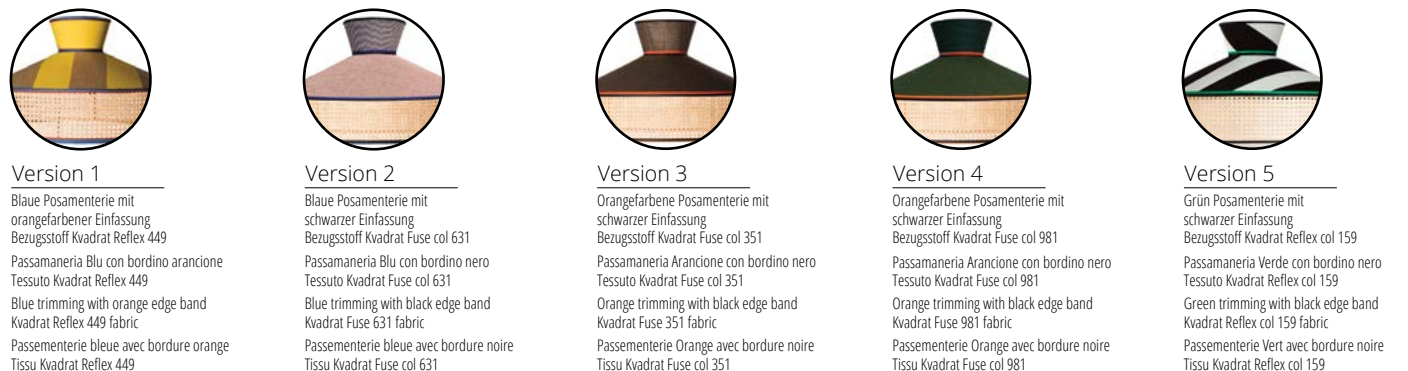 Version 1
Blaue Posamenterie mit
orangefarbener Einfassung
Bezugsstoff Kvadrat Reflex 449
Passamaneria Blu con bordino arancione
Tessuto Kvadrat Reflex 449
Blue trimming with orange edge band
Kvadrat Reflex 449 fabric
Passementerie bleue avec bordure orange
Tissu Kvadrat Reflex 449
Version 2
Blaue Posamenterie mit
schwarzer Einfassung
Bezugsstoff Kvadrat Fuse col 631
Passamaneria Blu con bordino nero
Tessuto Kvadrat Fuse col 631
Blue trimming with black edge band
Kvadrat Fuse 631 fabric
Passementerie bleue avec bordure noire
Tissu Kvadrat Fuse col 631
Version 3
Orangefarbene Posamenterie mit
schwarzer Einfassung
Bezugsstoff Kvadrat Fuse col 351
Passamaneria Arancione con bordino nero
Tessuto Kvadrat Fuse col 351
Orange trimming with black edge band
Kvadrat Fuse 351 fabric
Passementerie Orange avec bordure noire
Tissu Kvadrat Fuse col 351
Version 4
Orangefarbene Posamenterie mit
schwarzer Einfassung
Bezugsstoff Kvadrat Fuse col 981
Passamaneria Arancione con bordino nero
Tessuto Kvadrat Fuse col 981
Orange trimming with black edge band
Kvadrat Fuse 981 fabric
Passementerie Orange avec bordure noire
Tissu Kvadrat Fuse col 981
Version 5
Grün Posamenterie mit
schwarzer Einfassung
Bezugsstoff Kvadrat Reflex col 159
Passamaneria Verde con bordino nero
Tessuto Kvadrat Reflex col 159
Green trimming with black edge band
Kvadrat Reflex col 159 fabric
Passementerie Vert avec bordure noire
Tissu Kvadrat Reflex col 159